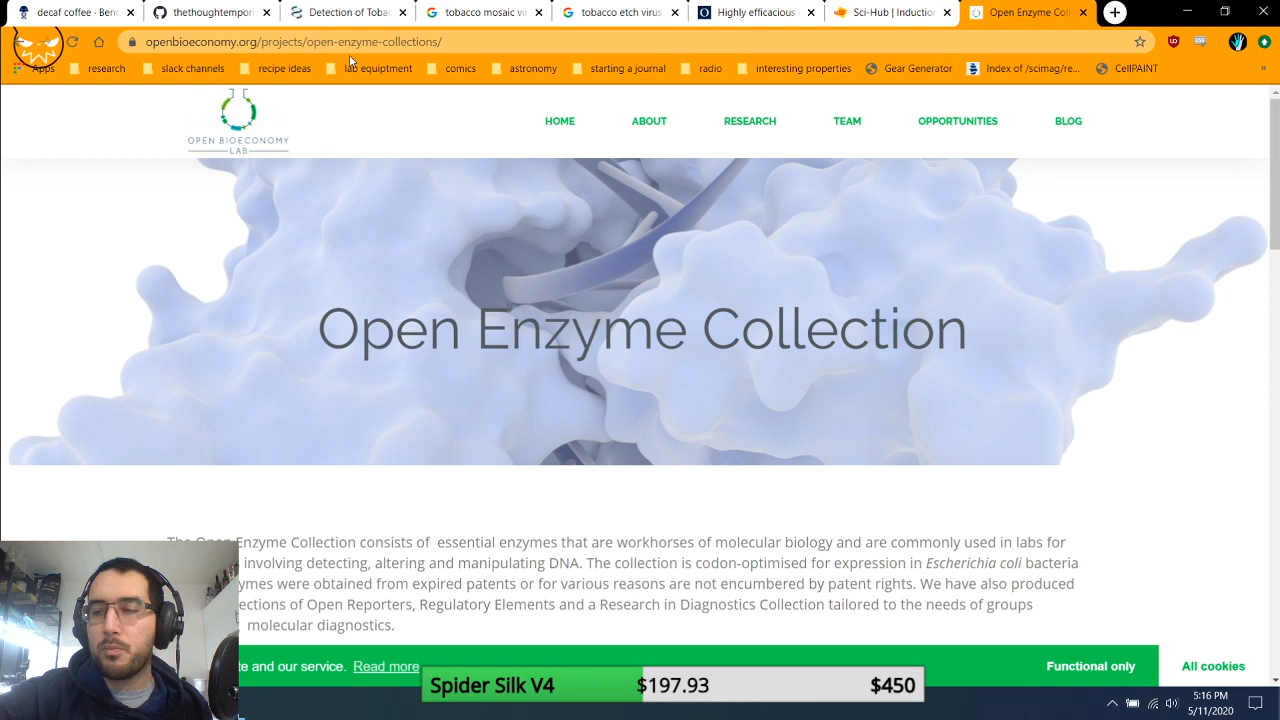 decaf coffee - Benc
thethoughtempori
Detection of Tobac
tobacco mosaic vir
tobacco etch virus
Highly efficacious
Sci-Hub | Induction
Open Enzyme Coll
openbioeconomy.org/projects/open-enzyme-collections/
Apps
research
slack channels
recipe ideas
lab equiptment
comics
astronomy
starting a journal
radio
interesting properties
Gear Generator
Index of /scimag/re...
CellPAINT
»
OPEN BIOECONOMY
LAB
HOME
ABOUT
RESEARCH
TEAM
OPPORTUNITIES
BLOG
Open Enzyme Collection
The Open Enzyme Collection consists of essential enzymes that are workhorses of molecular biology and are commonly used in labs for
involving detecting, altering and manipulating DNA. The collection is codon-optimised for expression in Escherichia coli bacteria
ymes were obtained from expired patents or for various reasons are not encumbered by patent rights. We have also produced
ections of Open Reporters, Regulatory Elements and a Research in Diagnostics Collection tailored to the needs of groups
molecular diagnostics.
te and our service. Read more
Functional only
All cookies
Spider Silk V4
$197.93
$450
5:16 PM
5/11/2020